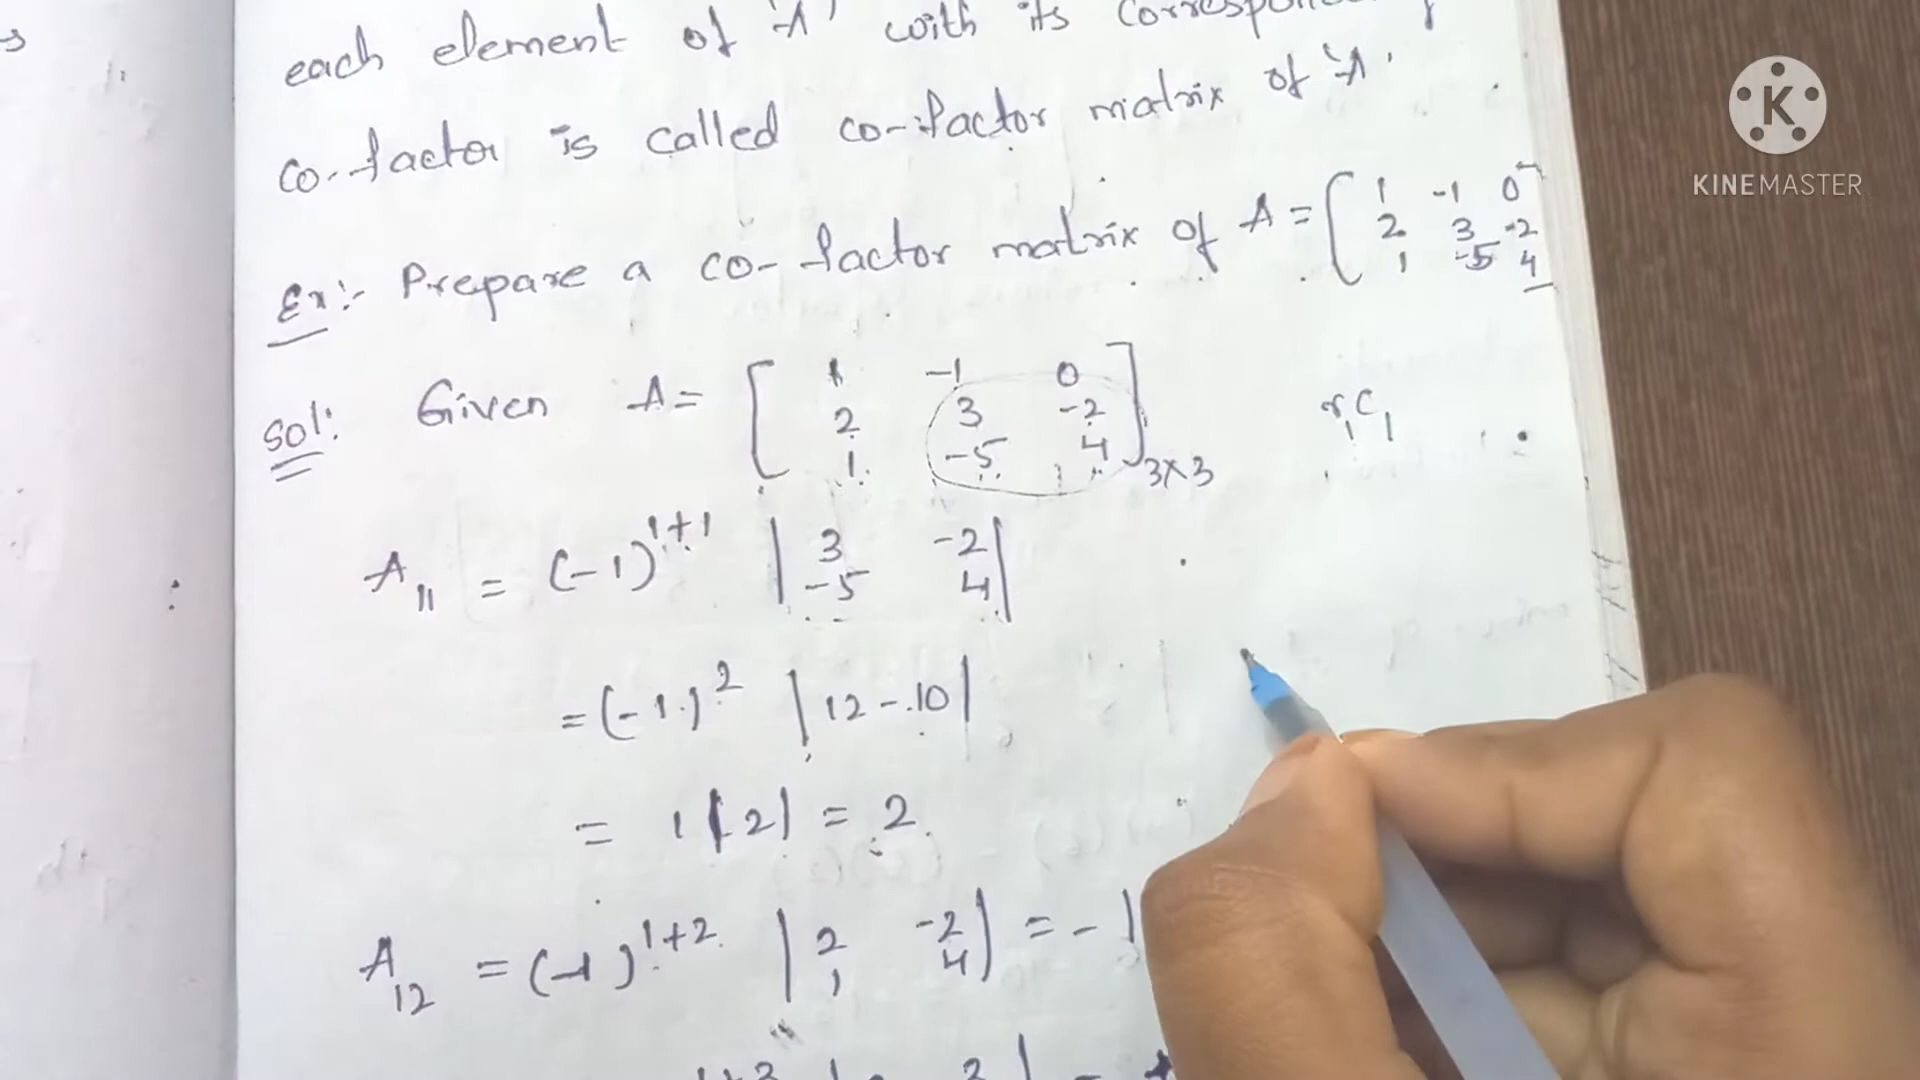 each element of 'A' with its
co-factor is called co-factor matrix of 'A'.
Ex:- Prepare a co-factor matrix of A = [ 1 -1 0
2 3 -2
1 -5 4
Sol: Given A = [ 1 -1 0
2 3 -2
1 -5 4 ] 3×3
r1 c1
A11 = (-1)^1+1 | 3 -2
-5 4 |
= (-1)^2 | 12-10 |
= 1 |2| = 2
A12 = (-1)^1+2 | 2 -2
1 4 | = -1
K
KINEMASTER